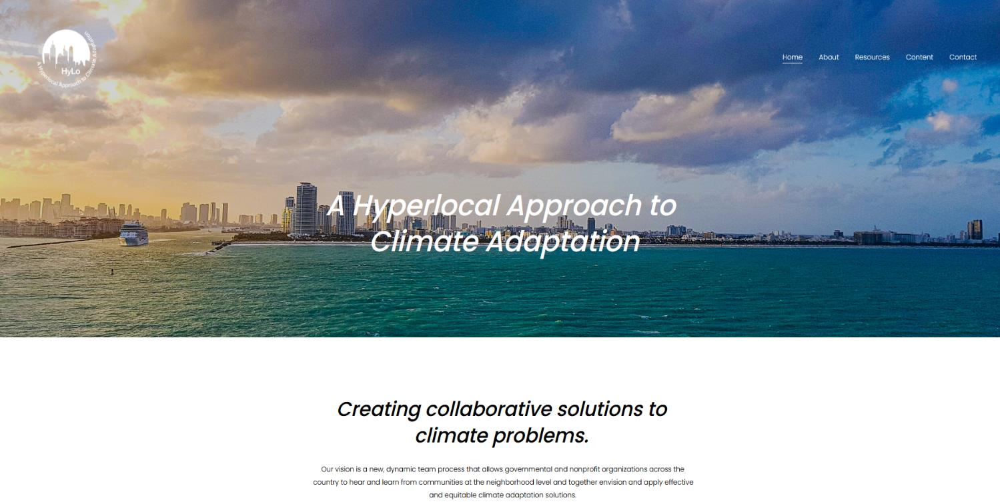 HyLo
A Hyperlocal Approach to Climate Adaptation
Home About Resources Content Contact
A Hyperlocal Approach to
Climate Adaptation
Creating collaborative solutions to
climate problems.
Our vision is a new, dynamic team process that allows governmental and nonprofit organizations across the
country to hear and learn from communities at the neighborhood level and together envision and apply effective
and equitable climate adaptation solutions.